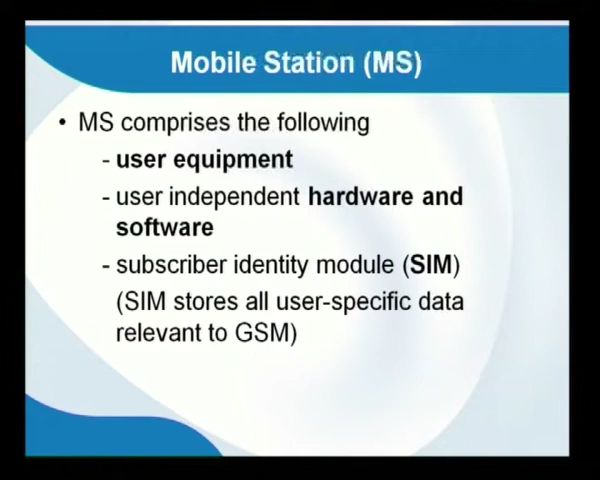 Mobile Station (MS)
• MS comprises the following
- user equipment
- user independent hardware and
software
- subscriber identity module (SIM)
(SIM stores all user-specific data
relevant to GSM)